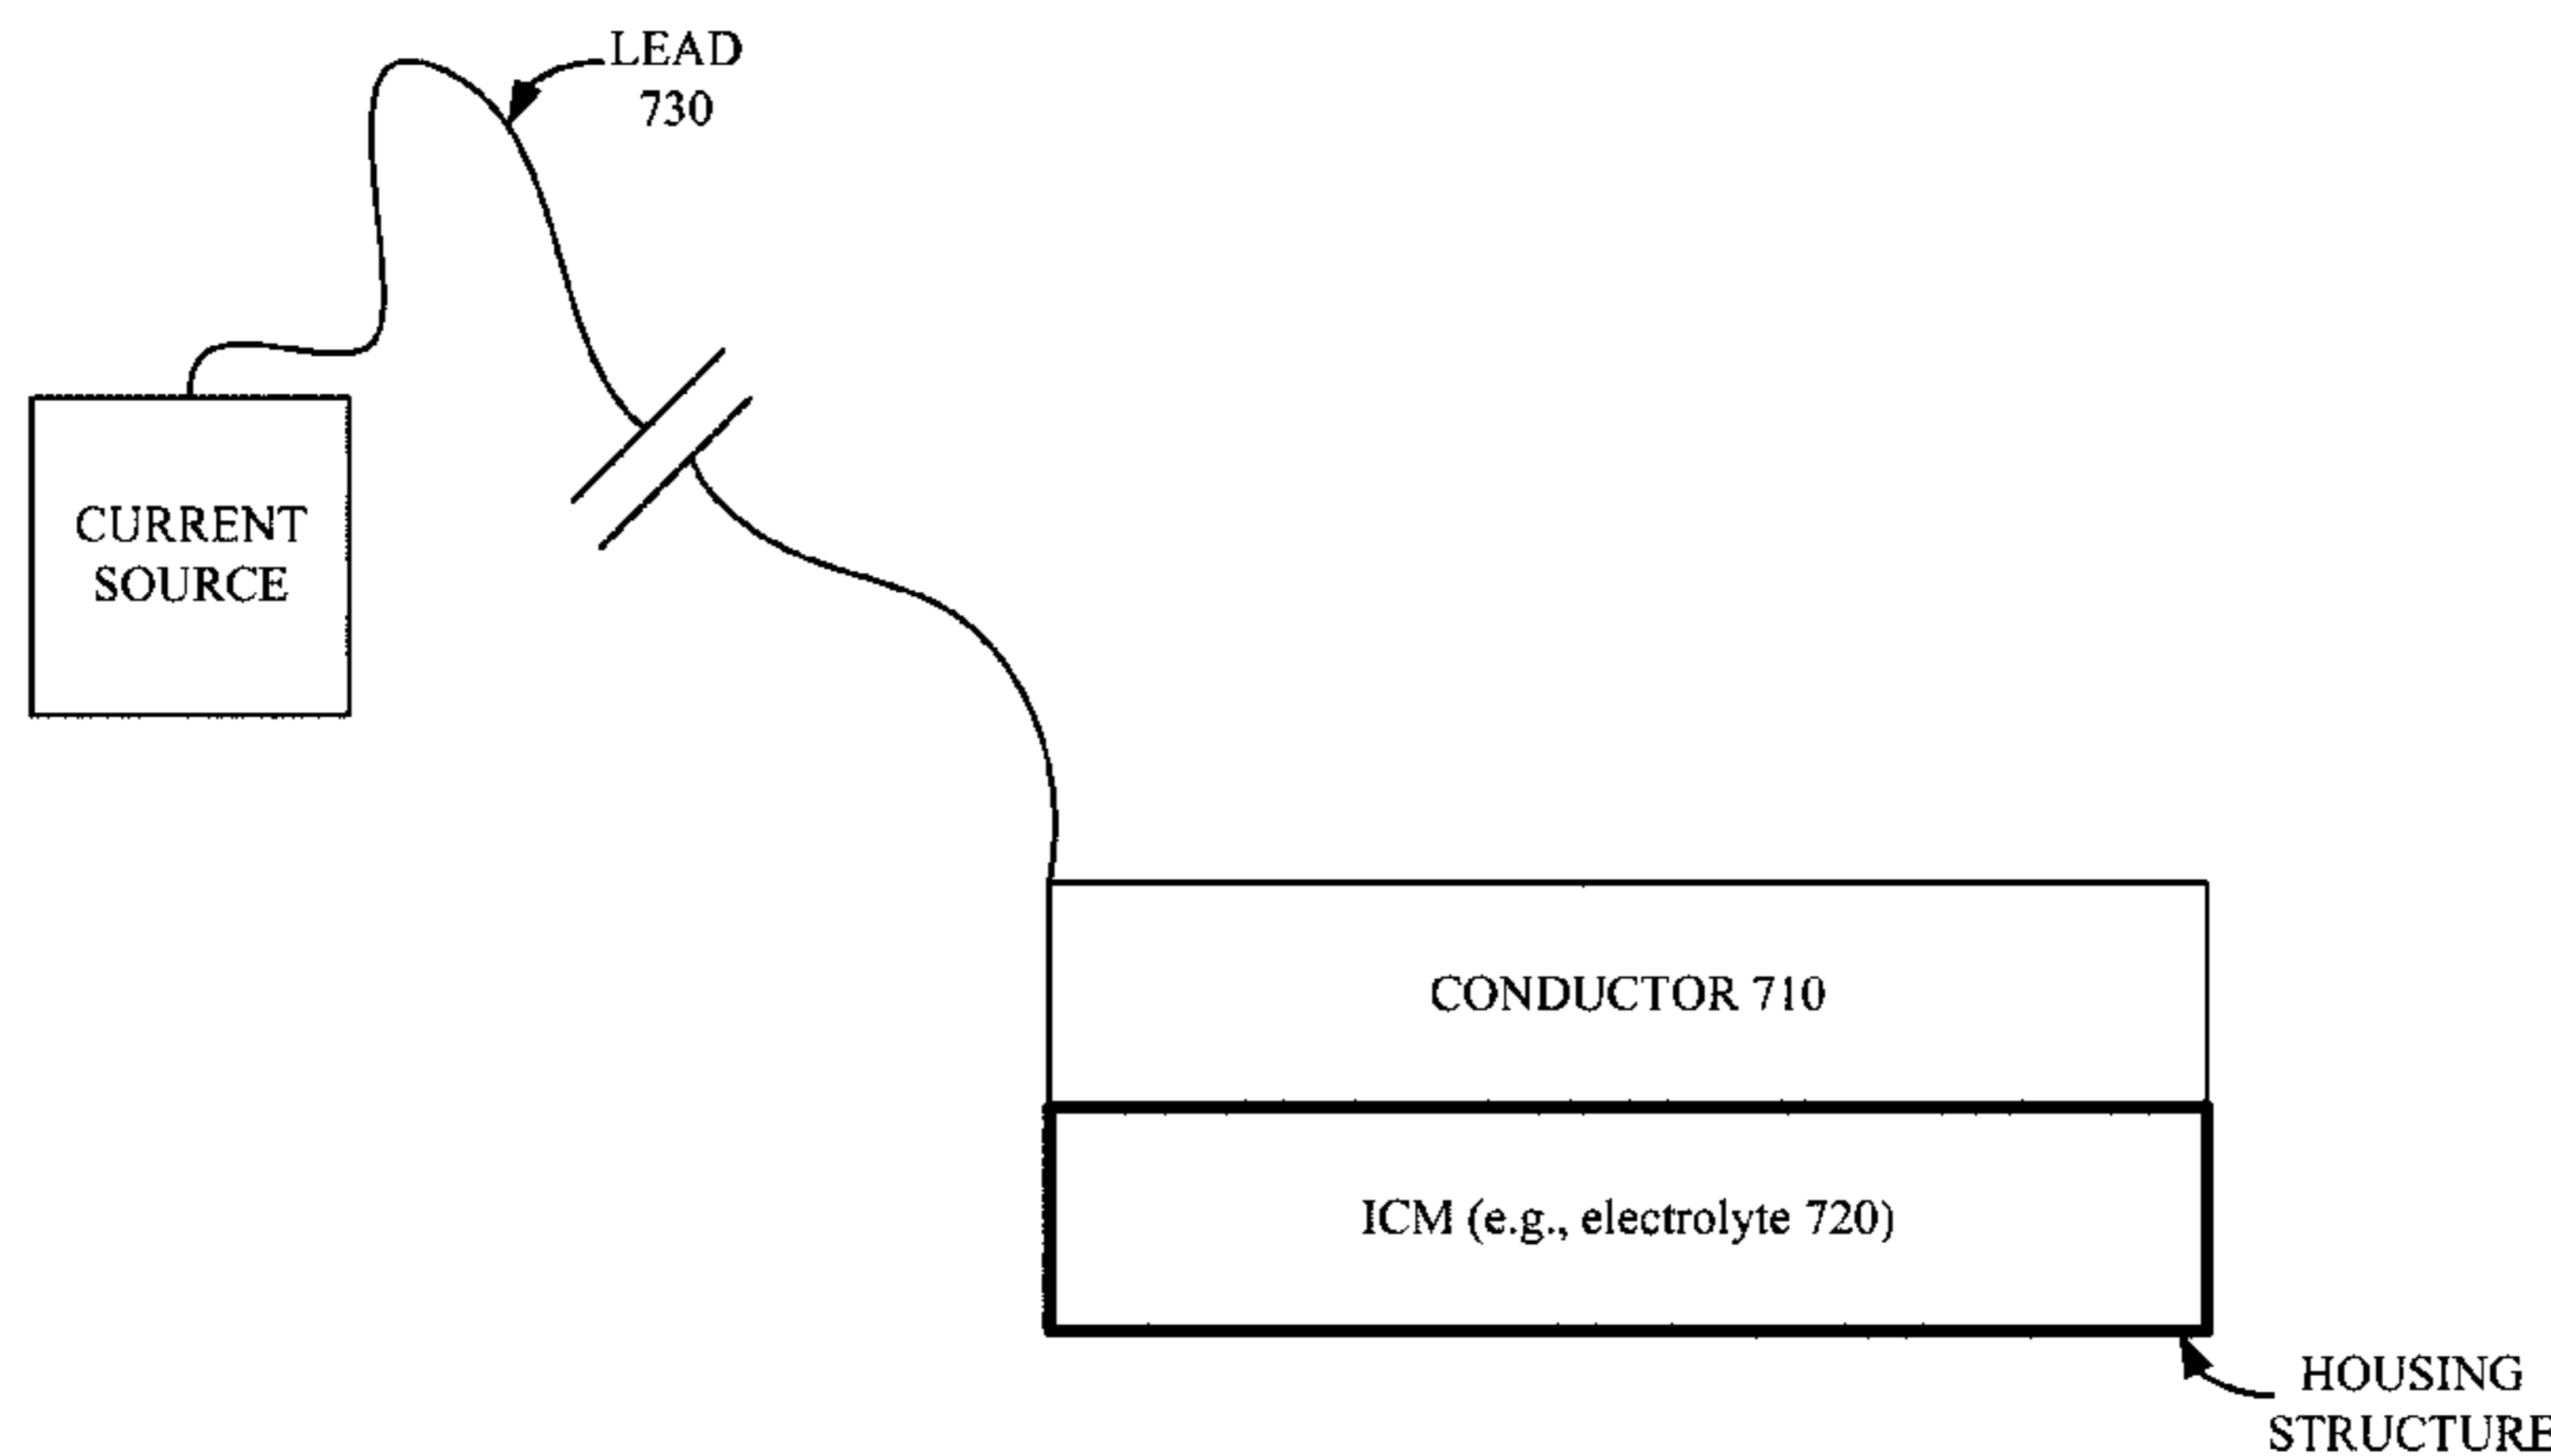 LEAD
730
CURRENT
SOURCE
CONDUCTOR 710
ICM (e.g., electrolyte 720)
HOUSING
STRUCTURE